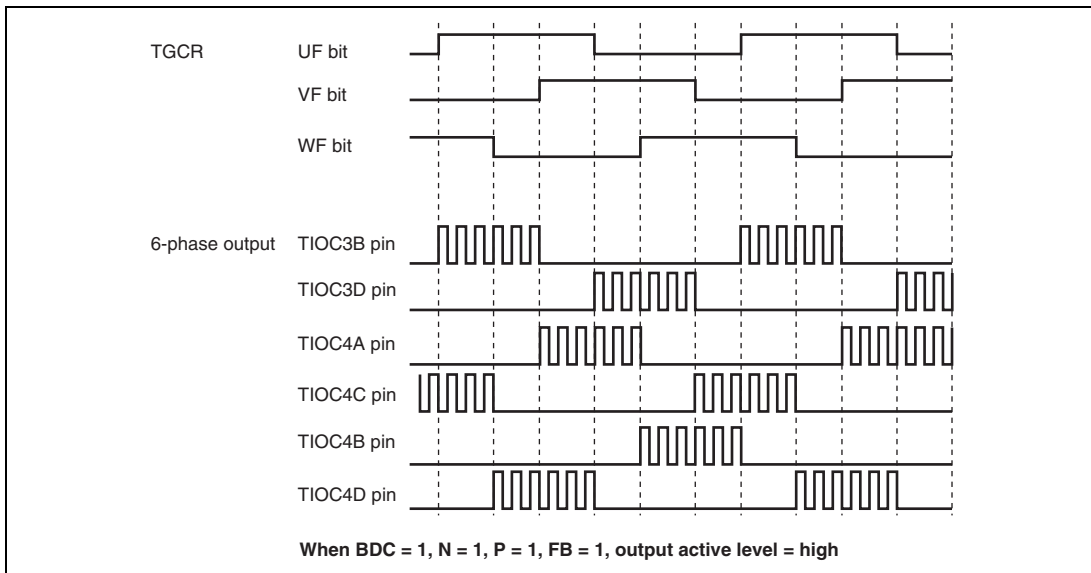 TGCR UF bit
VF bit
WF bit
6-phase output TIOC3B pin
TIOC3D pin
TIOC4A pin
TIOC4C pin
TIOC4B pin
TIOC4D pin
When BDC = 1, N = 1, P = 1, FB = 1, output active level = high